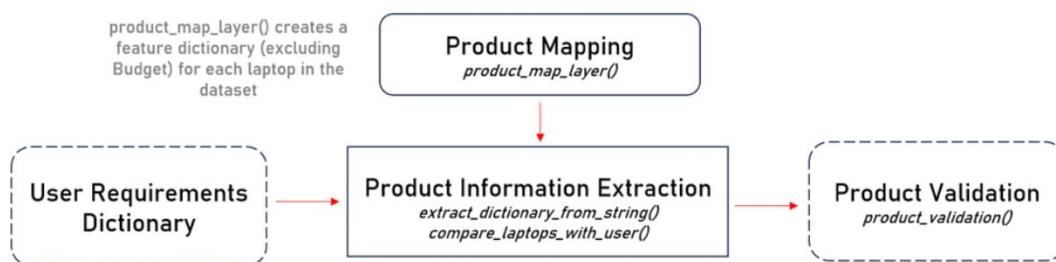 product_map_layer() creates a
feature dictionary (excluding
Budget) for each laptop in the
dataset
Product Mapping
product_map_layer()
User Requirements
Dictionary
Product Information Extraction
extract_dictionary_from_string()
compare_laptops_with_user()
Product Validation
product_validation()